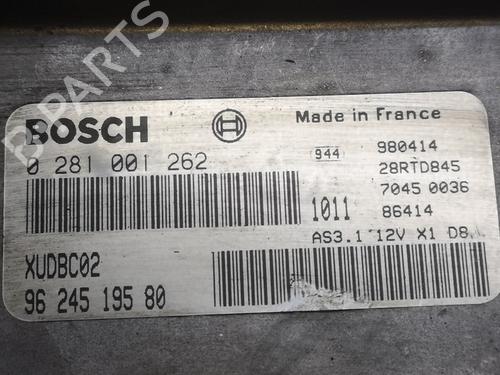 B PARTS
BOSCH
Made in France
0 281 001 262
944 980414
28RTD845
7045 0036
1011 86414
AS3.1 12V X1 D8
XUDBC02
96 245 195 80